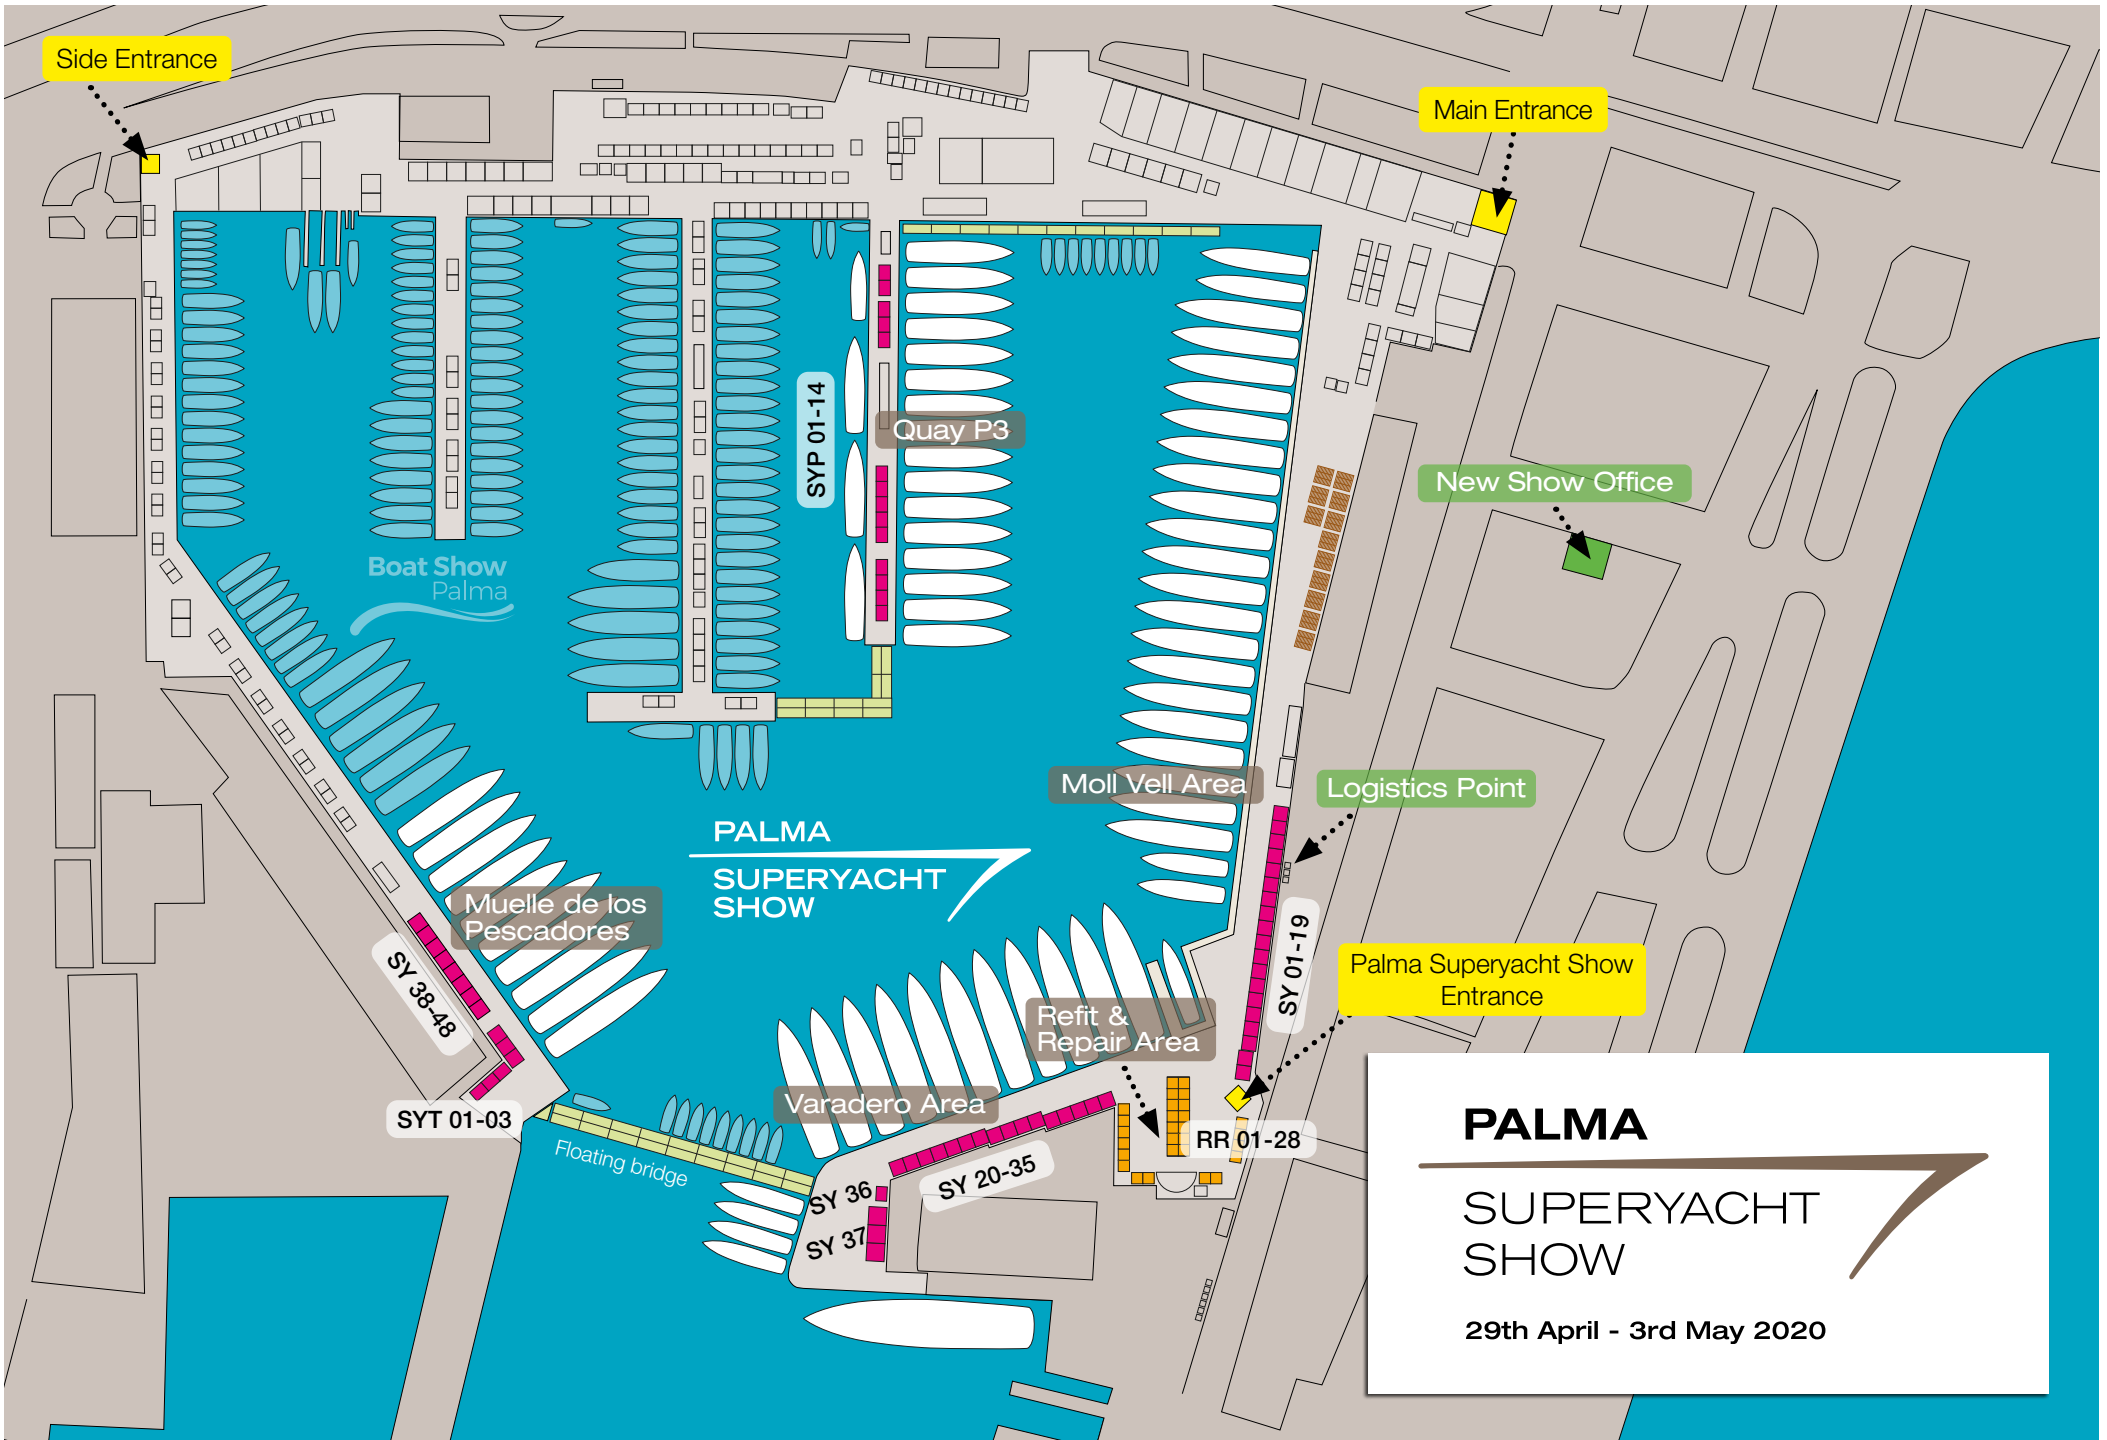 Side Entrance
Main Entrance
SYP 01-14
Quay P3
New Show Office
Boat Show
Palma
Moll Vell Area
Logistics Point
PALMA
SUPERYACHT
SHOW
Muelle de los
Pescadores
SY 38-48
SY 01-19
Palma Superyacht Show
Entrance
Refit &
Repair Area
Varadero Area
SYT 01-03
RR 01-28
Floating bridge
SY 20-35
SY 36
SY 37
PALMA
SUPERYACHT
SHOW
29th April - 3rd May 2020